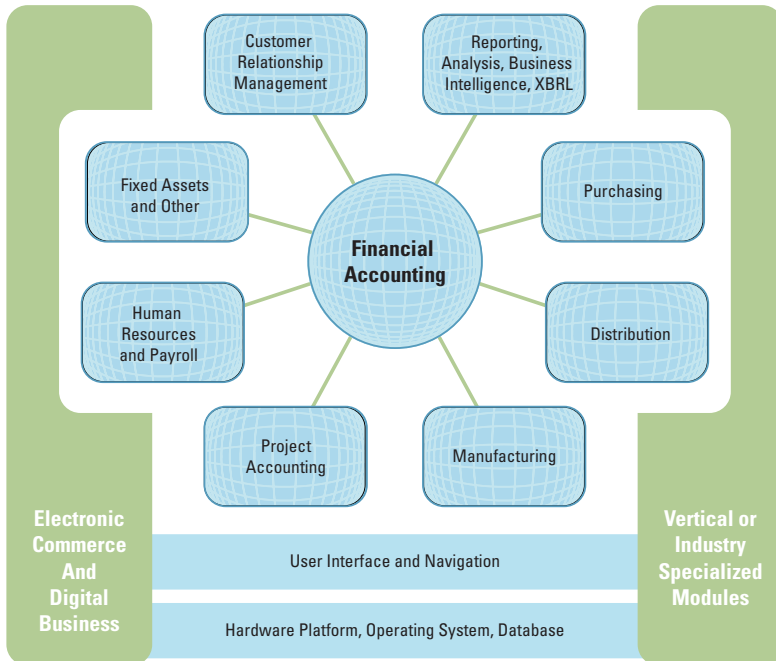 Customer
Relationship
Management
Reporting,
Analysis, Business
Intelligence, XBRL
Fixed Assets
and Other
Purchasing
Financial
Accounting
Human
Resources
and Payroll
Distribution
Project
Accounting
Manufacturing
Electronic
Commerce
And
Digital
Business
Vertical or
Industry
Specialized
Modules
User Interface and Navigation
Hardware Platform, Operating System, Database